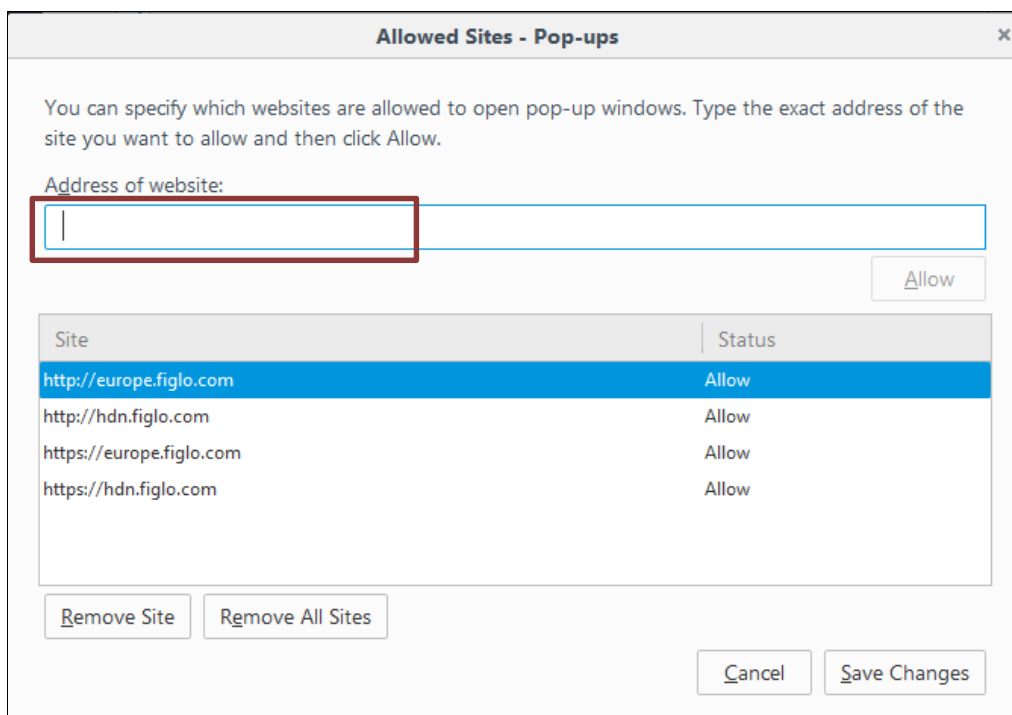 Allowed Sites - Pop-ups
You can specify which websites are allowed to open pop-up windows. Type the exact address of the
site you want to allow and then click Allow.
Address of website:
Allow
Site Status
http://europe.figlo.com Allow
http://hdn.figlo.com Allow
https://europe.figlo.com Allow
https://hdn.figlo.com Allow
Remove Site Remove All Sites
Cancel Save Changes